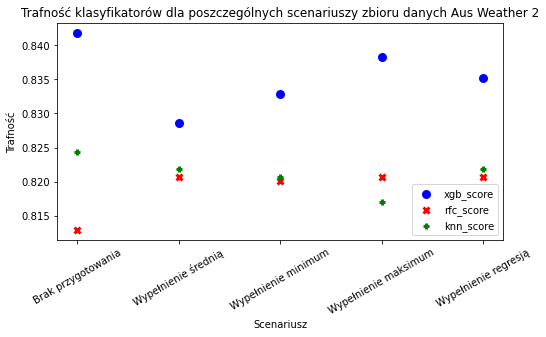 Trafność klasyfikatorów dla poszczególnych scenariuszy zbioru danych Aus Weather 2
0.840
0.835
0.830
0.825
0.820
0.815
Trafność
xgb_score
rfc_score
knn_score
Brak przygotowania
Wypełnienie średnią
Wypełnienie minimum
Wypełnienie maksimum
Wypełnienie regresją
Scenariusz